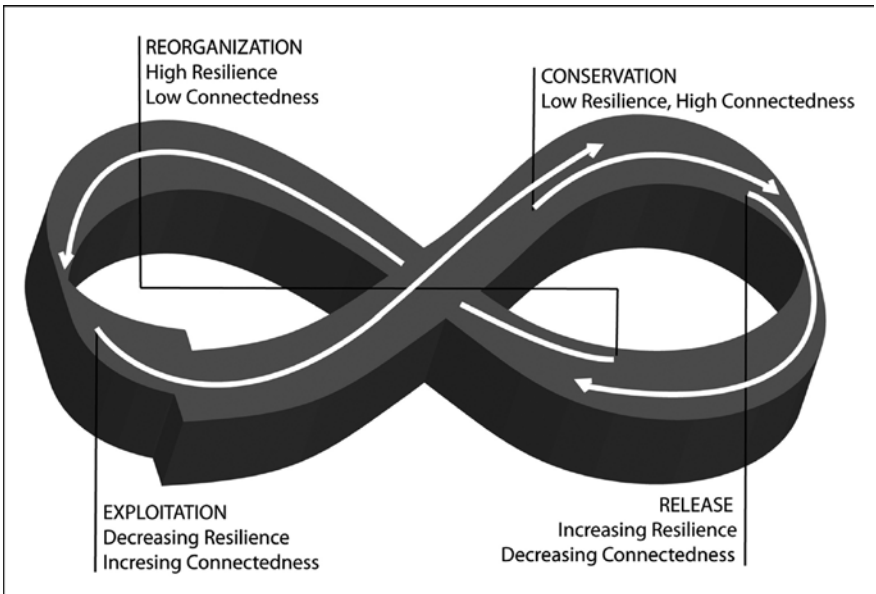 REORGANIZATION
High Resilience
Low Connectedness
CONSERVATION
Low Resilience, High Connectedness
EXPLOITATION
Decreasing Resilience
Incresing Connectedness
RELEASE
Increasing Resilience
Decreasing Connectedness